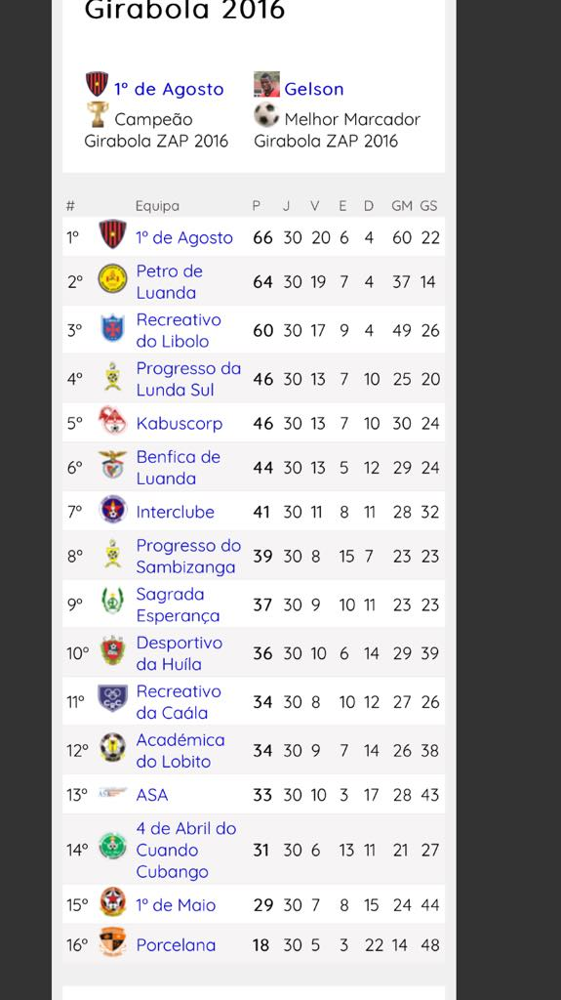 Girabola 2016
1º de Agosto
Campeão
Girabola ZAP 2016
Gelson
Melhor Marcador
Girabola ZAP 2016
# Equipa P J V E D GM GS
1º 1º de Agosto 66 30 20 6 4 60 22
2º Petro de
Luanda 64 30 19 7 4 37 14
3º Recreativo
do Libolo 60 30 17 9 4 49 26
4º Progresso da
Lunda Sul 46 30 13 7 10 25 20
5º Kabuscorp 46 30 13 7 10 30 24
6º Benfica de
Luanda 44 30 13 5 12 29 24
7º Interclube 41 30 11 8 11 28 32
8º Progresso do
Sambizanga 39 30 8 15 7 23 23
9º Sagrada
Esperança 37 30 9 10 11 23 23
10º Desportivo
da Huíla 36 30 10 6 14 29 39
11º Recreativo
da Caála 34 30 8 10 12 27 26
12º Académica
do Lobito 34 30 9 7 14 26 38
13º ASA 33 30 10 3 17 28 43
14º 4 de Abril do
Cuando
Cubango 31 30 6 13 11 21 27
15º 1º de Maio 29 30 7 8 15 24 44
16º Porcelana 18 30 5 3 22 14 48